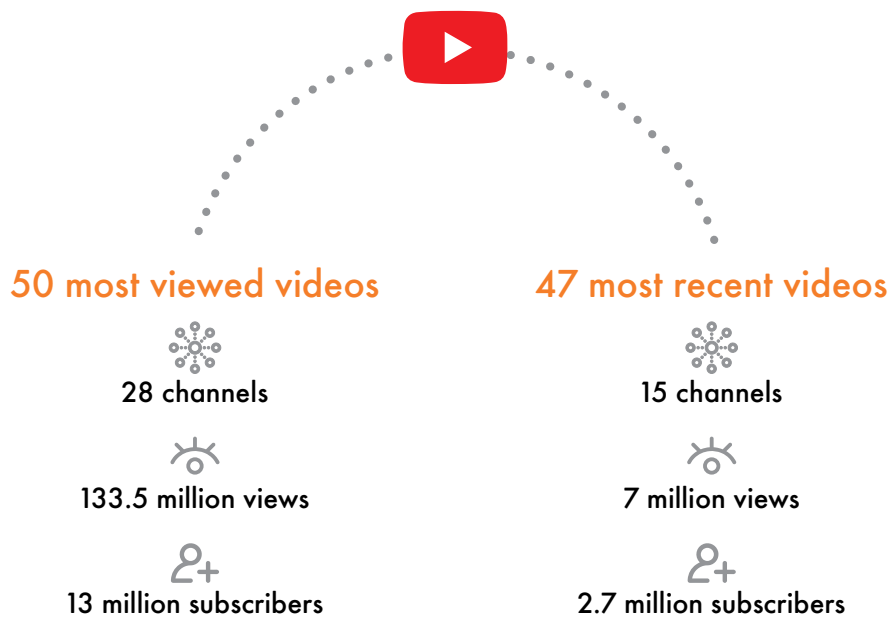 50 most viewed videos
28 channels
133.5 million views
13 million subscribers
47 most recent videos
15 channels
7 million views
2.7 million subscribers